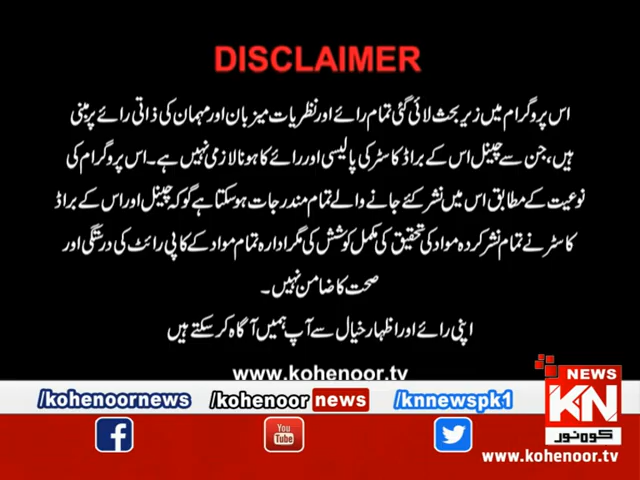 DISCLAIMER
اس پروگرام میں زیر بحث لائی گئی تمام رائے اور نظریات میزبان اور مہمان کی ذاتی رائے پر مبنی
ہیں، جن سے چینل اس کے براڈ کاسٹر کی پالیسی اور رائے کا ہونا لازمی نہیں ہے۔ اس پروگرام کی
نوعیت کے مطابق اس میں نشر کئے جانے والے تمام مندرجات ہو سکتا ہے گو کہ چینل اور اس کے براڈ
کاسٹر نے تمام نشر کردہ مواد کی تحقیق کی مکمل کوشش کی مگر ادارہ تمام مواد کے کاپی رائٹ کی درستگی اور
صحت کا ضامن نہیں۔
اپنی رائے اور اظہار خیال سے آپ ہمیں آگاہ کر سکتے ہیں
www.kohenoor.tv
/kohenoornews /kohenoor news /knnewspk1
You Tube
NEWS
KN
کوہ نور
www.kohenoor.tv